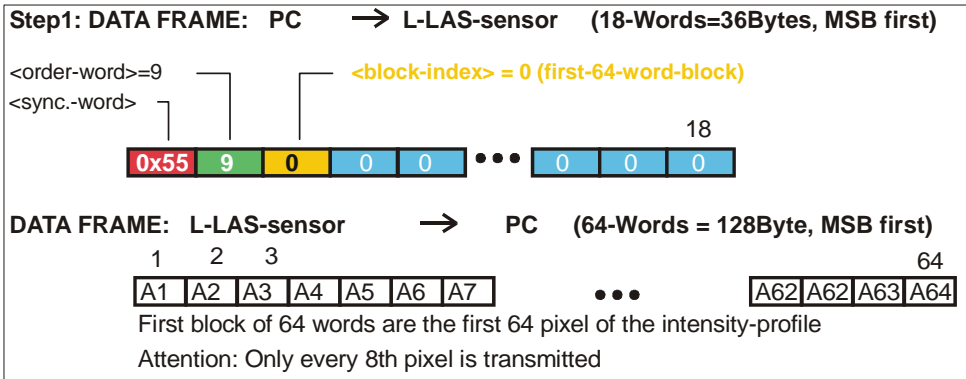 Step1: DATA FRAME: PC → L-LAS-sensor (18-Words=36Bytes, MSB first)
<order-word>=9
<block-index> = 0 (first-64-word-block)
<sync.-word>
18
0x55 9 0 0 0 ●●● 0 0 0
DATA FRAME: L-LAS-sensor → PC (64-Words = 128Byte, MSB first)
1 2 3 64
A1 A2 A3 A4 A5 A6 A7 ●●● A62 A62 A63 A64
First block of 64 words are the first 64 pixel of the intensity-profile
Attention: Only every 8th pixel is transmitted